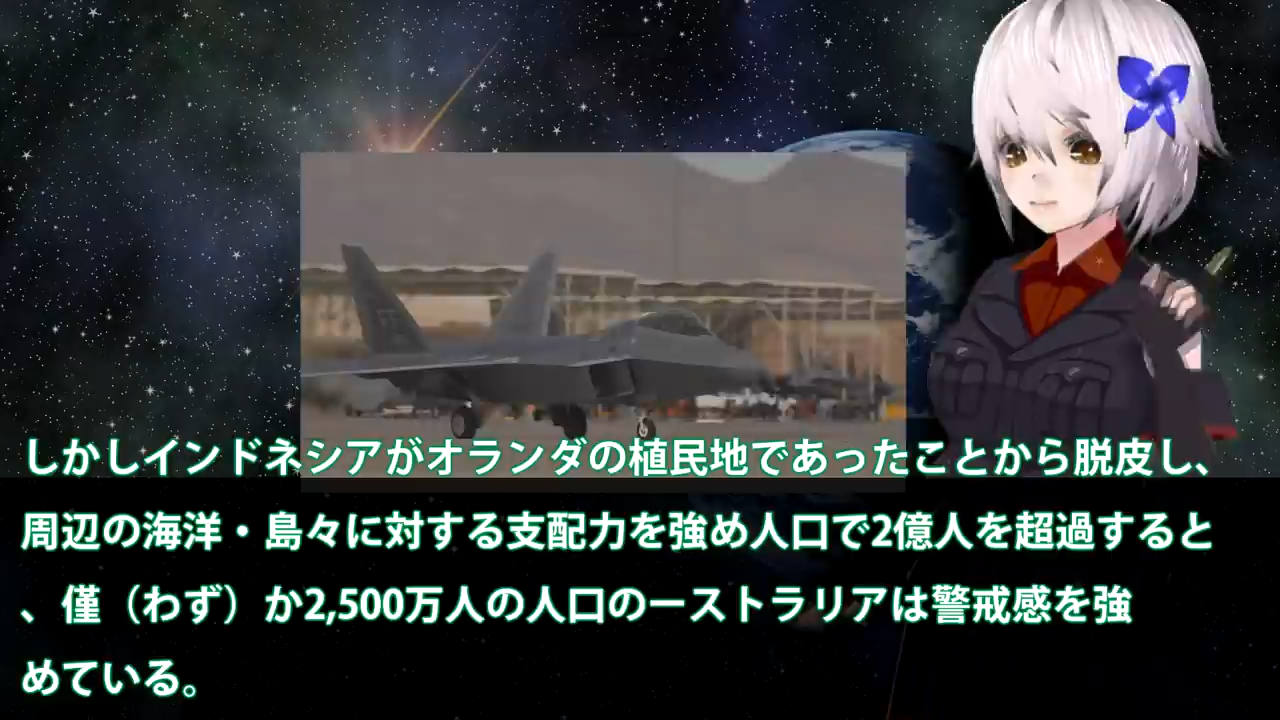 しかしインドネシアがオランダの植民地であったことから脱皮し、
周辺の海洋・島々に対する支配力を強め人口で2億人を超過すると
、僅（わず）か2,500万人の人口のーストラリアは警戒感を強
めている。